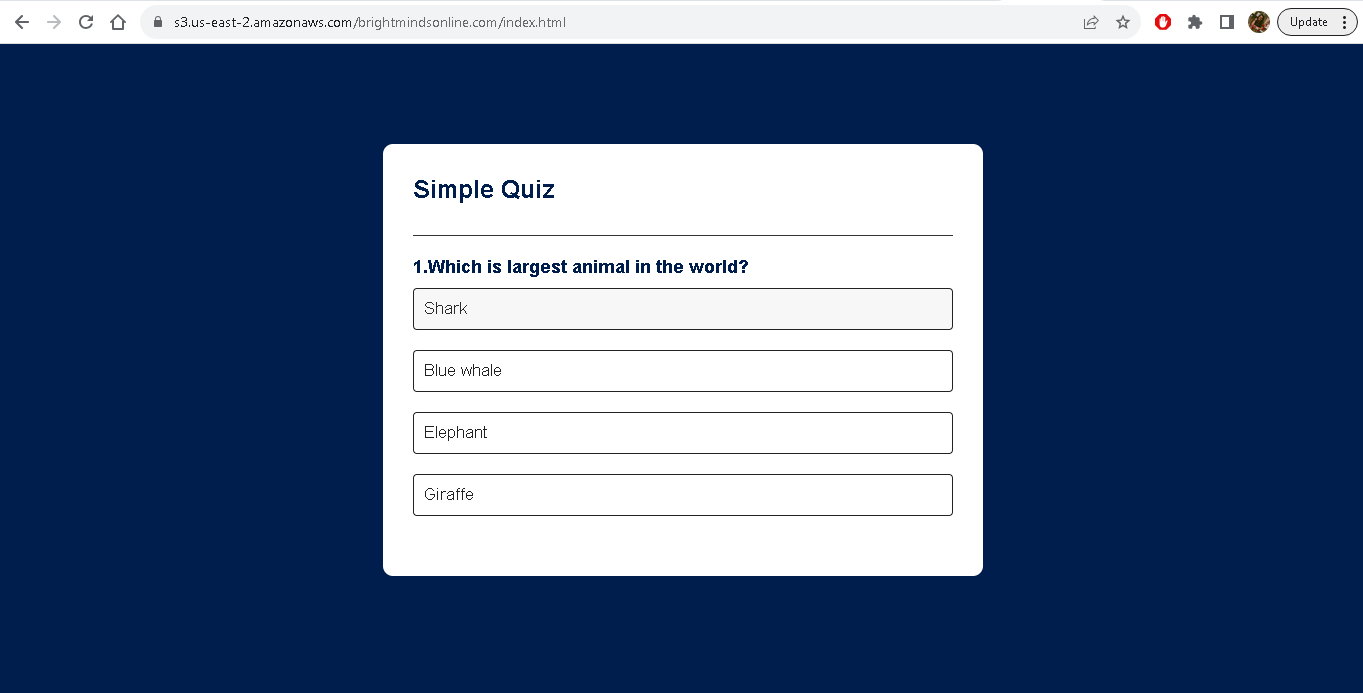 s3.us-east-2.amazonaws.com/brightmindsonline.com/index.html
Update
Simple Quiz
1.Which is largest animal in the world?
Shark
Blue whale
Elephant
Giraffe